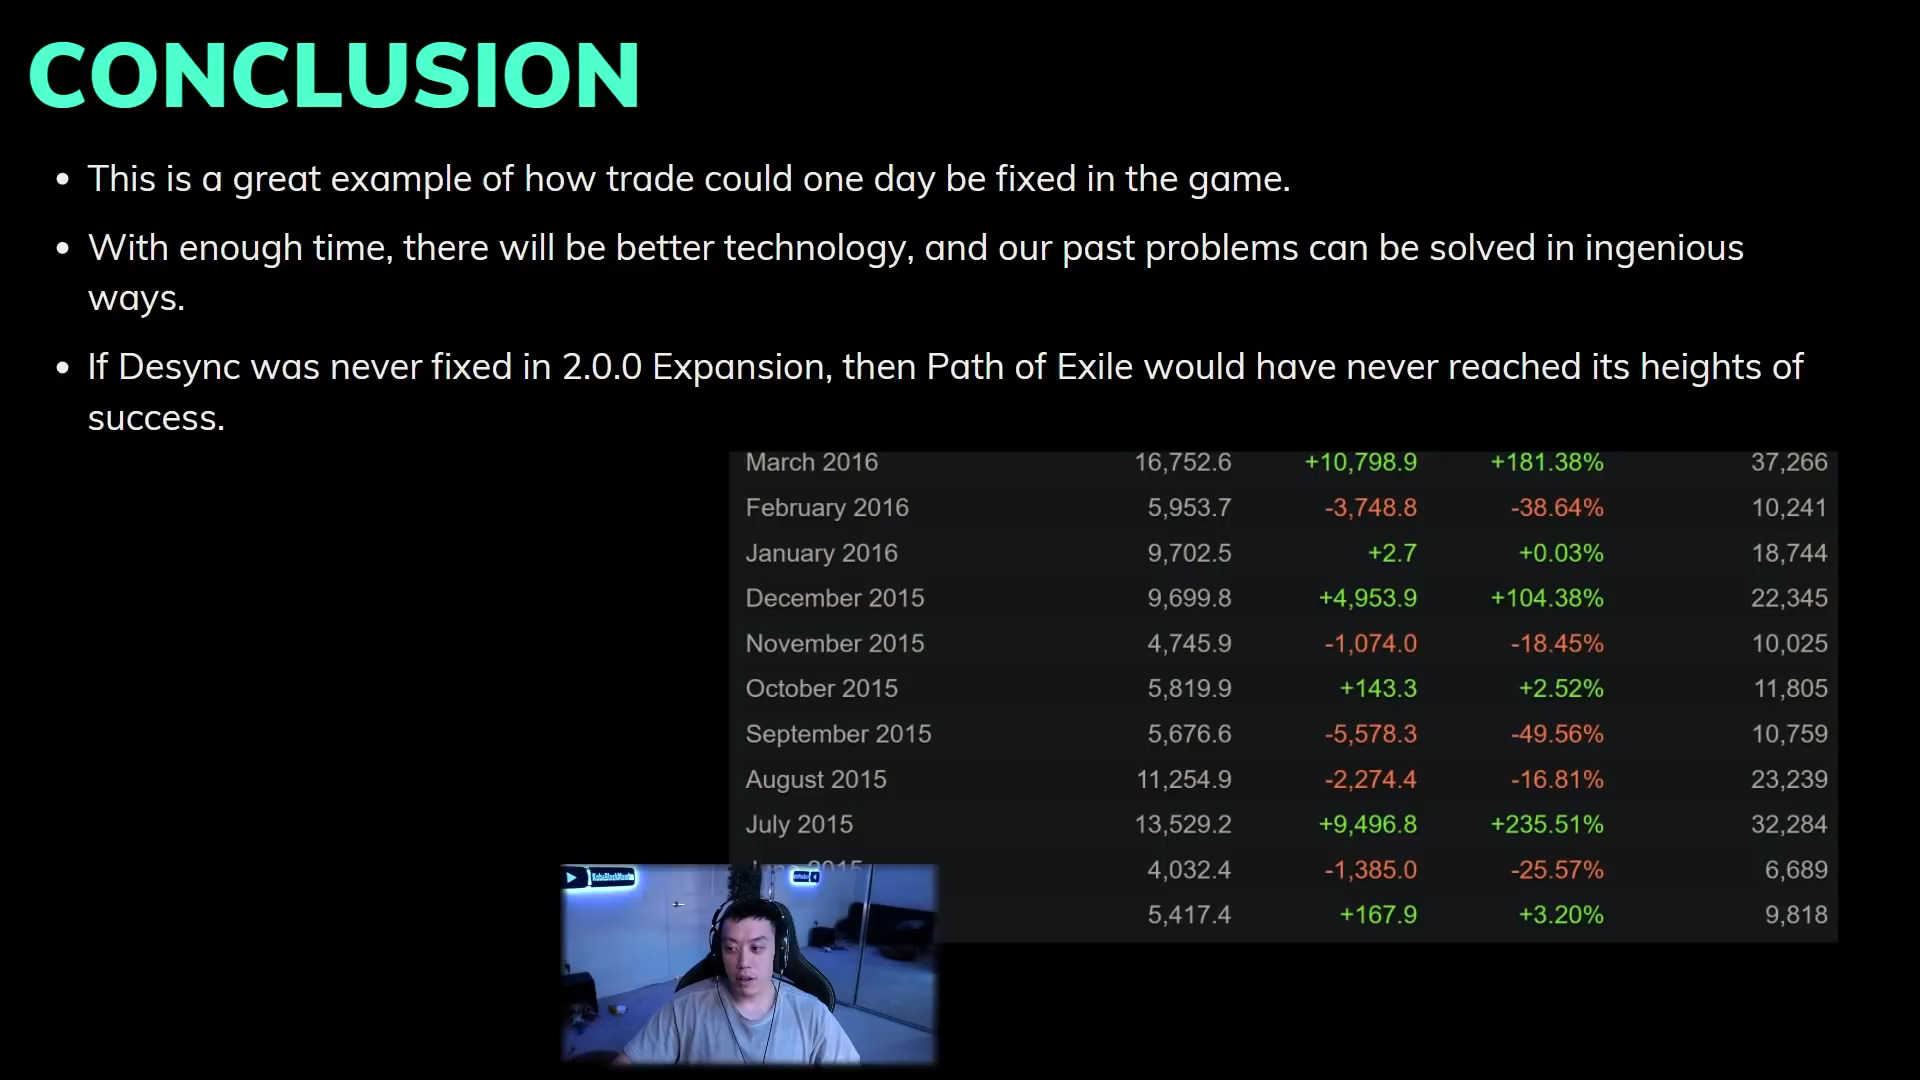 CONCLUSION
• This is a great example of how trade could one day be fixed in the game.
• With enough time, there will be better technology, and our past problems can be solved in ingenious
ways.
• If Desync was never fixed in 2.0.0 Expansion, then Path of Exile would have never reached its heights of
success.
March 2016 16,752.6 +10,798.9 +181.38% 37,266
February 2016 5,953.7 -3,748.8 -38.64% 10,241
January 2016 9,702.5 +2.7 +0.03% 18,744
December 2015 9,699.8 +4,953.9 +104.38% 22,345
November 2015 4,745.9 -1,074.0 -18.45% 10,025
October 2015 5,819.9 +143.3 +2.52% 11,805
September 2015 5,676.6 -5,578.3 -49.56% 10,759
August 2015 11,254.9 -2,274.4 -16.81% 23,239
July 2015 13,529.2 +9,496.8 +235.51% 32,284
June 2015 4,032.4 -1,385.0 -25.57% 6,689
5,417.4 +167.9 +3.20% 9,818